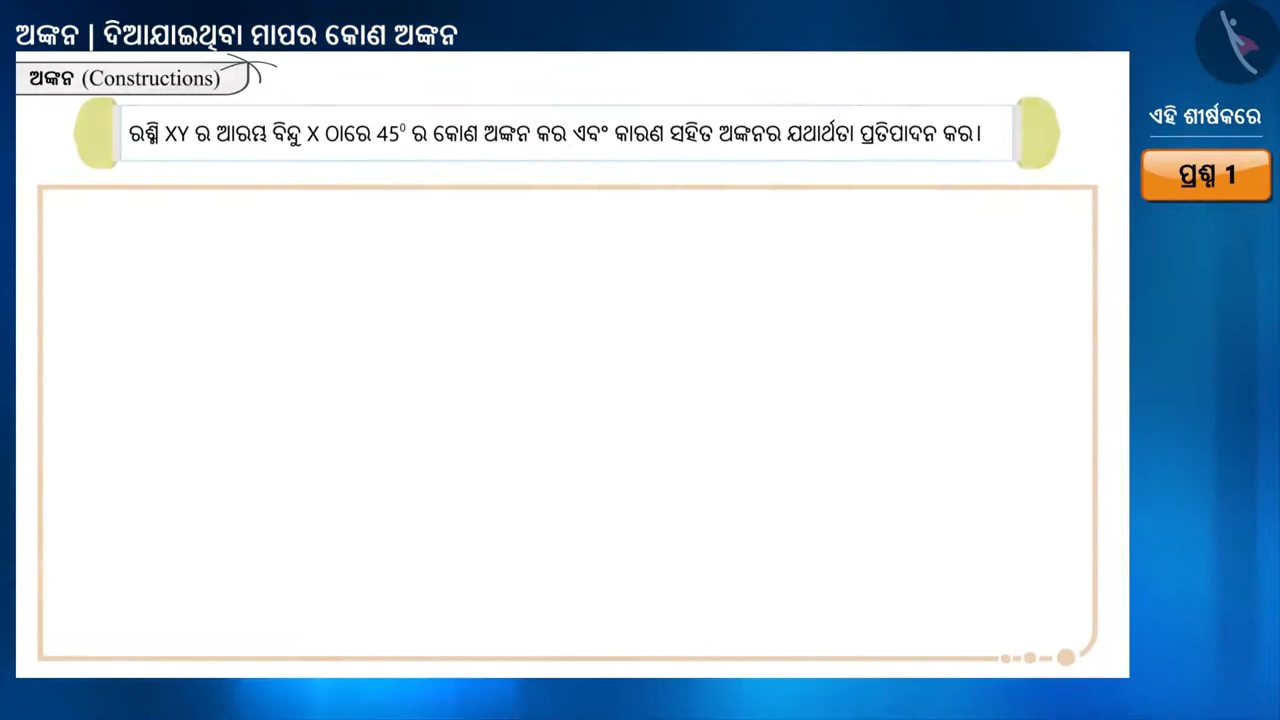 ଅଙ୍କନ | ଦିଆଯାଇଥିବା ମାପର କୋଣ ଅଙ୍କନ
ଅଙ୍କନ (Constructions)
ରଶ୍ମି XY ର ଆରମ୍ଭ ବିନ୍ଦୁ X ଠାରେ 45⁰ ର କୋଣ ଅଙ୍କନ କର ଏବଂ କାରଣ ସହିତ ଅଙ୍କନର ଯଥାର୍ଥତା ପ୍ରତିପାଦନ କର।
ଏହି ଶୀର୍ଷକରେ
ପ୍ରଶ୍ନ 1